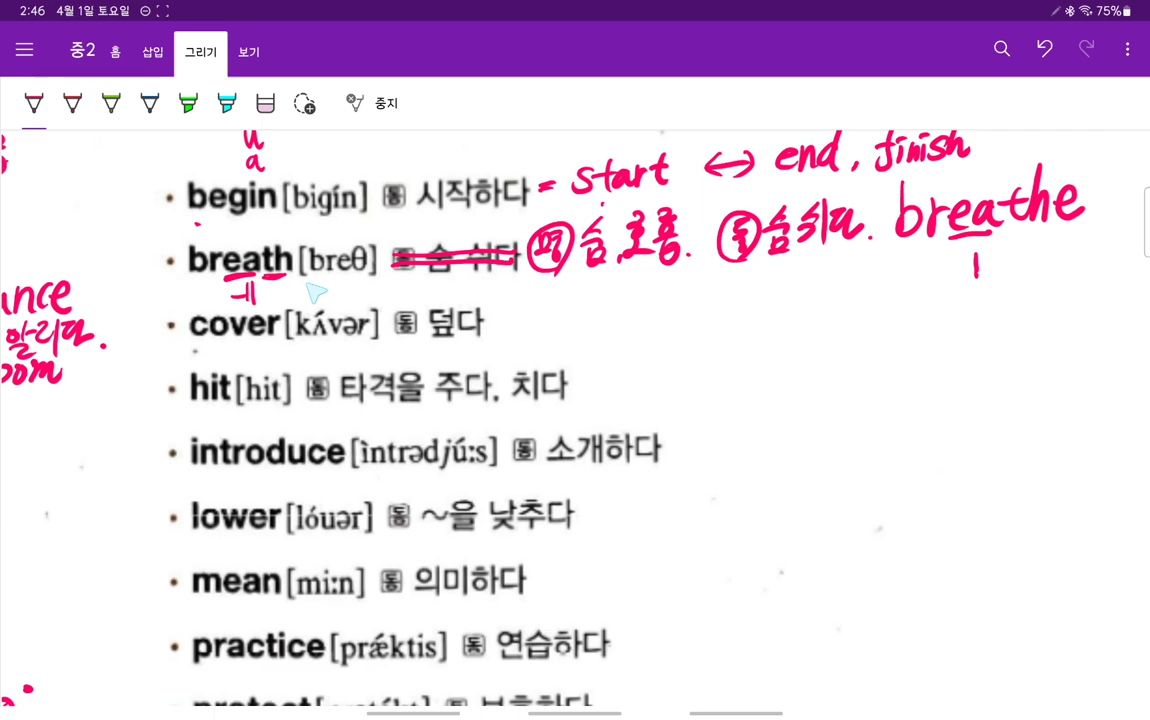 2:46 4월 1일 토요일 75%
중2 홈 삽입 그리기 보기
중지
u
a
begin [bigín] 동 시작하다 = start ↔ end, finish
breath [breθ] 동 숨 쉬다 명 숨, 호흡. 동 숨쉬다. breathe
ㅔ ㅣ
ance
cover [kʌ́vər] 동 덮다
알리다.
oom
hit [hit] 동 타격을 주다, 치다
introduce [ìntrədjúːs] 동 소개하다
lower [lóuər] 동 ~을 낮추다
mean [miːn] 동 의미하다
practice [prǽktis] 동 연습하다